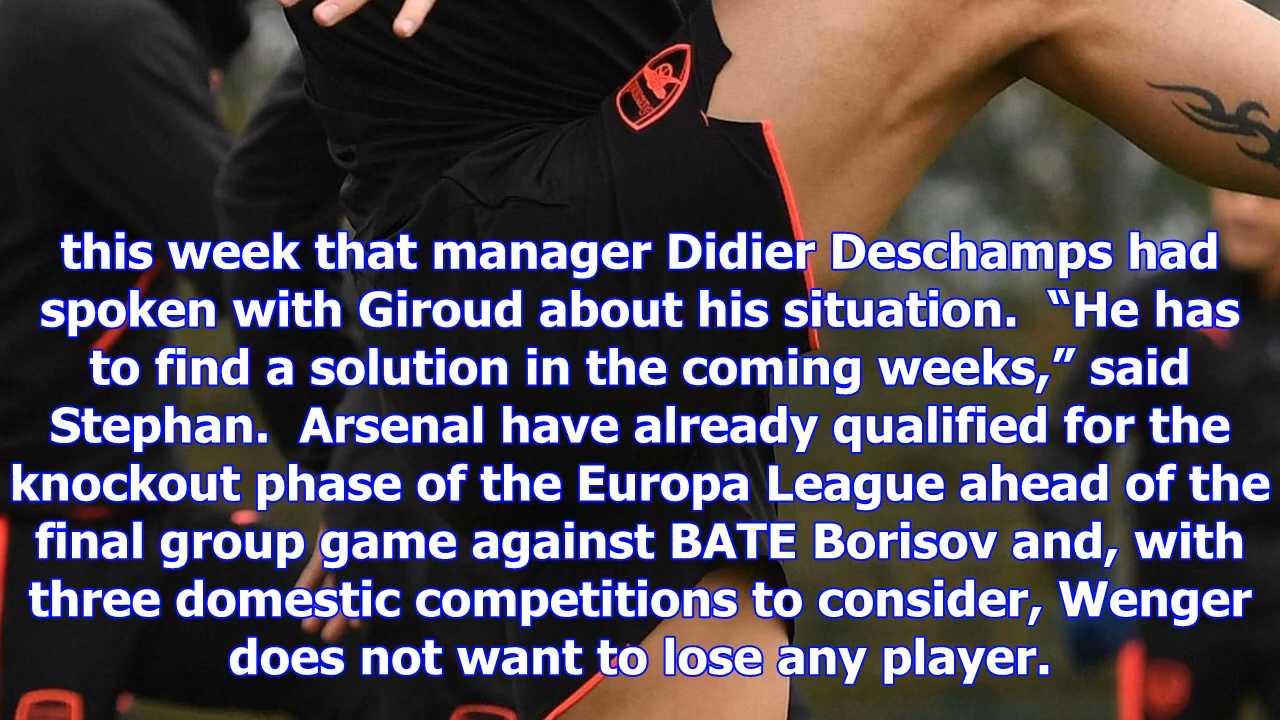 this week that manager Didier Deschamps had
spoken with Giroud about his situation.  “He has
to find a solution in the coming weeks,” said
Stephan.  Arsenal have already qualified for the
knockout phase of the Europa League ahead of the
final group game against BATE Borisov and, with
three domestic competitions to consider, Wenger
does not want to lose any player.